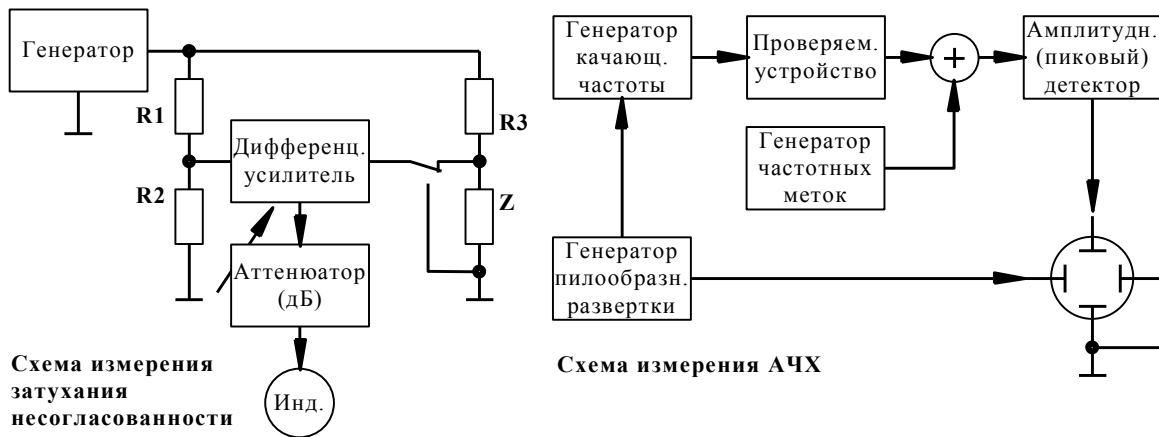 Генератор
R1
R2
R3
Z
Дифференц.
усилитель
Аттенюатор
(дБ)
Инд.
Схема измерения
затухания
несогласованности
Генератор
качающ.
частоты
Проверяем.
устройство
+
Амплитудн.
(пиковый)
детектор
Генератор
частотных
меток
Генератор
пилообразн.
развертки
Схема измерения АЧХ